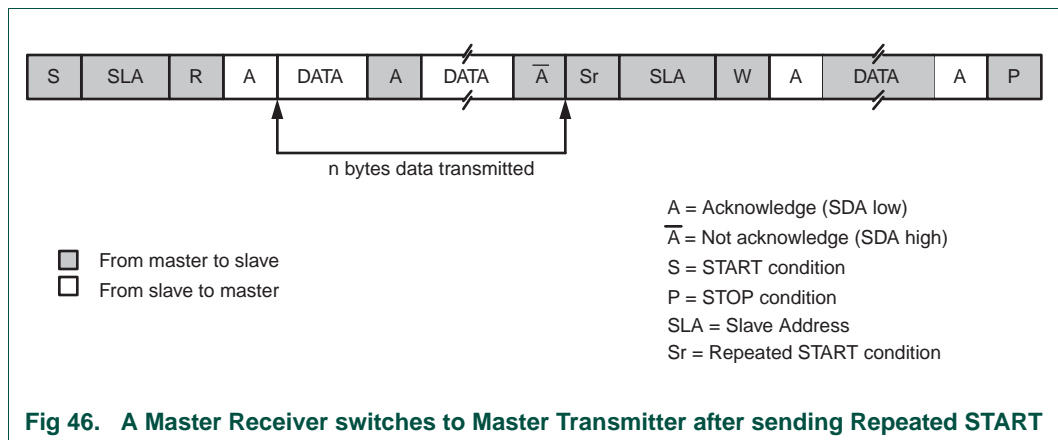 S SLA R A DATA A DATA A̅ Sr SLA W A DATA A P
n bytes data transmitted
A = Acknowledge (SDA low)
A̅ = Not acknowledge (SDA high)
S = START condition
P = STOP condition
SLA = Slave Address
Sr = Repeated START condition
From master to slave
From slave to master
Fig 46. A Master Receiver switches to Master Transmitter after sending Repeated START